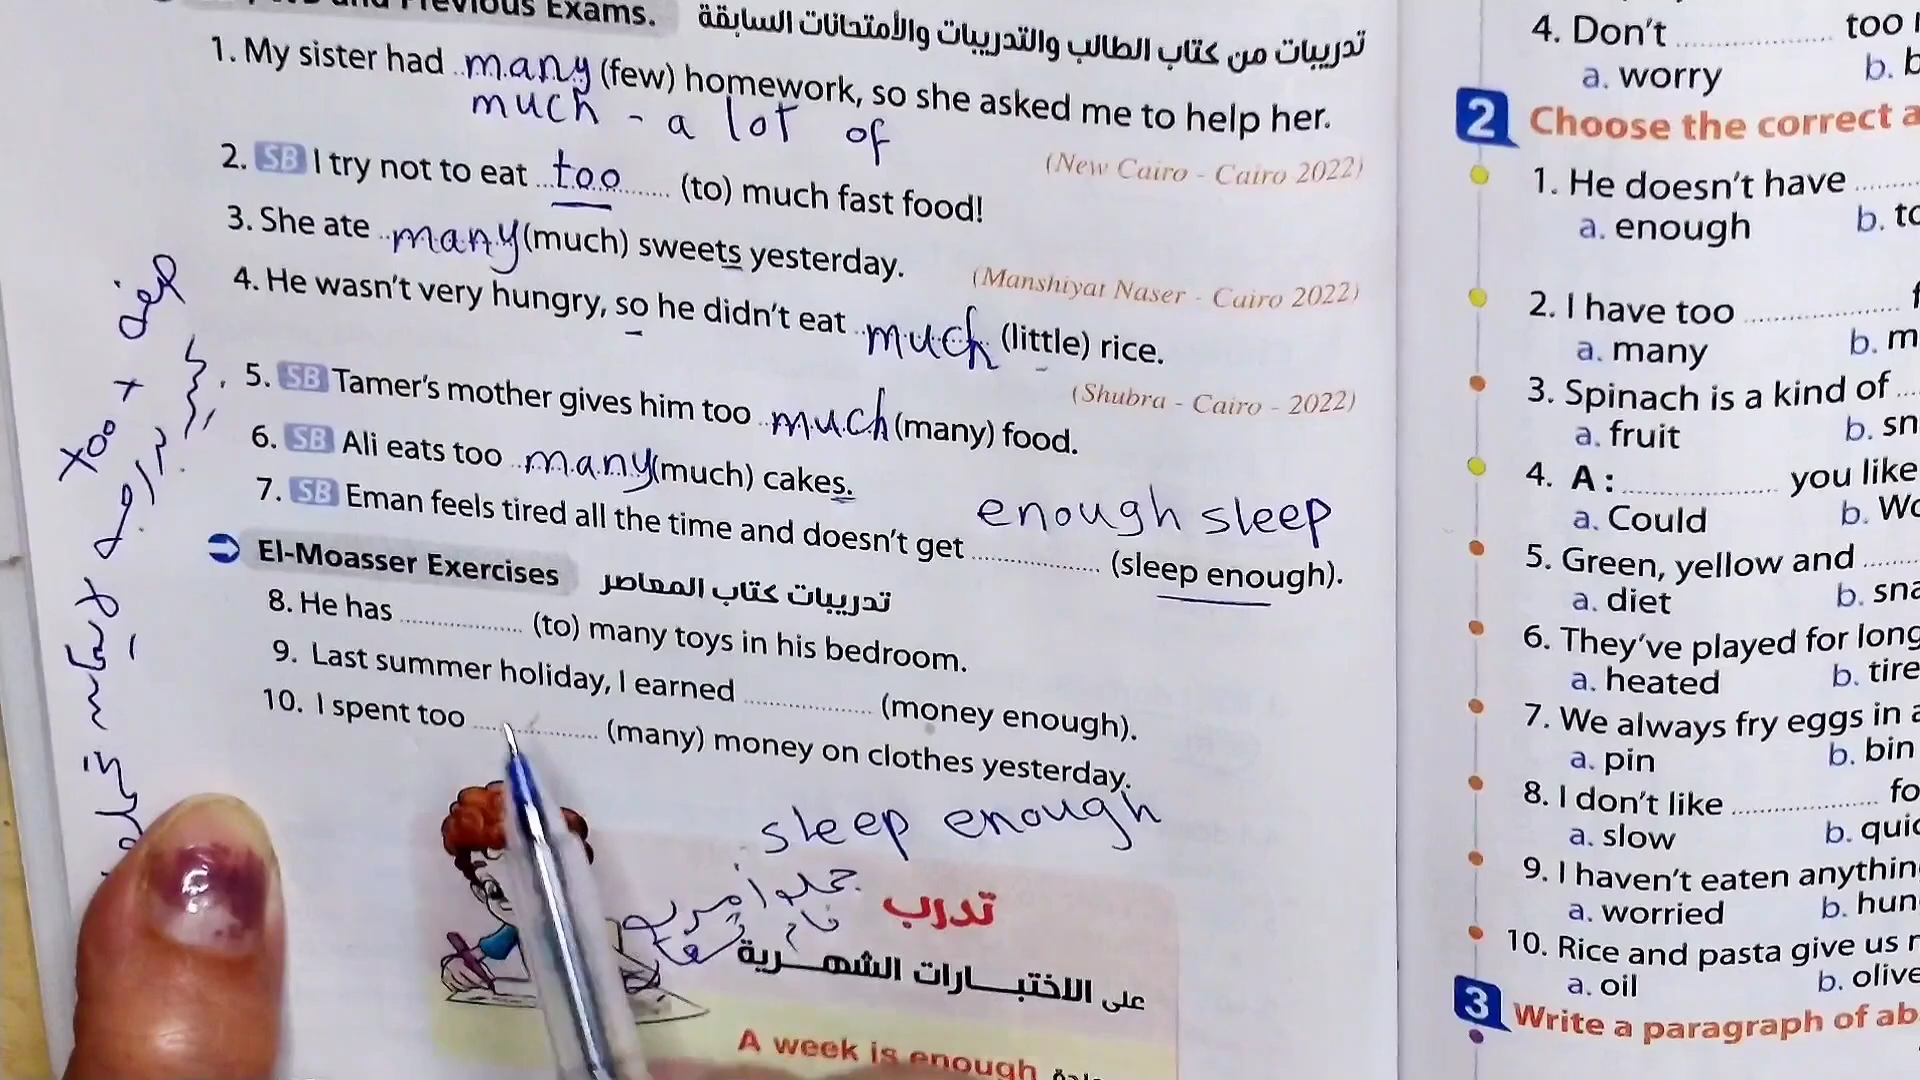 and Previous Exams. تدريبات من كتاب الطالب والتدريبات والأمتحانات السابقة
1. My sister had many (few) homework, so she asked me to help her.
much - a lot of
(New Cairo - Cairo 2022)
2. SB I try not to eat too (to) much fast food!
3. She ate many (much) sweets yesterday.
(Manshiyat Naser - Cairo 2022)
4. He wasn't very hungry, so he didn't eat much (little) rice.
(Shubra - Cairo - 2022)
5. SB Tamer's mother gives him too much (many) food.
6. SB Ali eats too many (much) cakes.
enough sleep
7. SB Eman feels tired all the time and doesn't get .............. (sleep enough).
El-Moasser Exercises تدريبات كتاب المعاصر
8. He has .............. (to) many toys in his bedroom.
9. Last summer holiday, I earned .............. (money enough).
10. I spent too .............. (many) money on clothes yesterday.
sleep enough
تدرب
على الاختبارات الشهرية
A week is enough
too +
4. Don't .............. too
a. worry b.
2 Choose the correct a
1. He doesn't have ........
a. enough b. to
2. I have too ..............
a. many b. m
3. Spinach is a kind of ....
a. fruit b. sn
4. A: .............. you like
a. Could b. Wo
5. Green, yellow and ........
a. diet b. sna
6. They've played for long
a. heated b. tire
7. We always fry eggs in a
a. pin b. bin
8. I don't like .............. fo
a. slow b. quic
9. I haven't eaten anything
a. worried b. hun
10. Rice and pasta give us
a. oil b. olive
3 Write a paragraph of ab